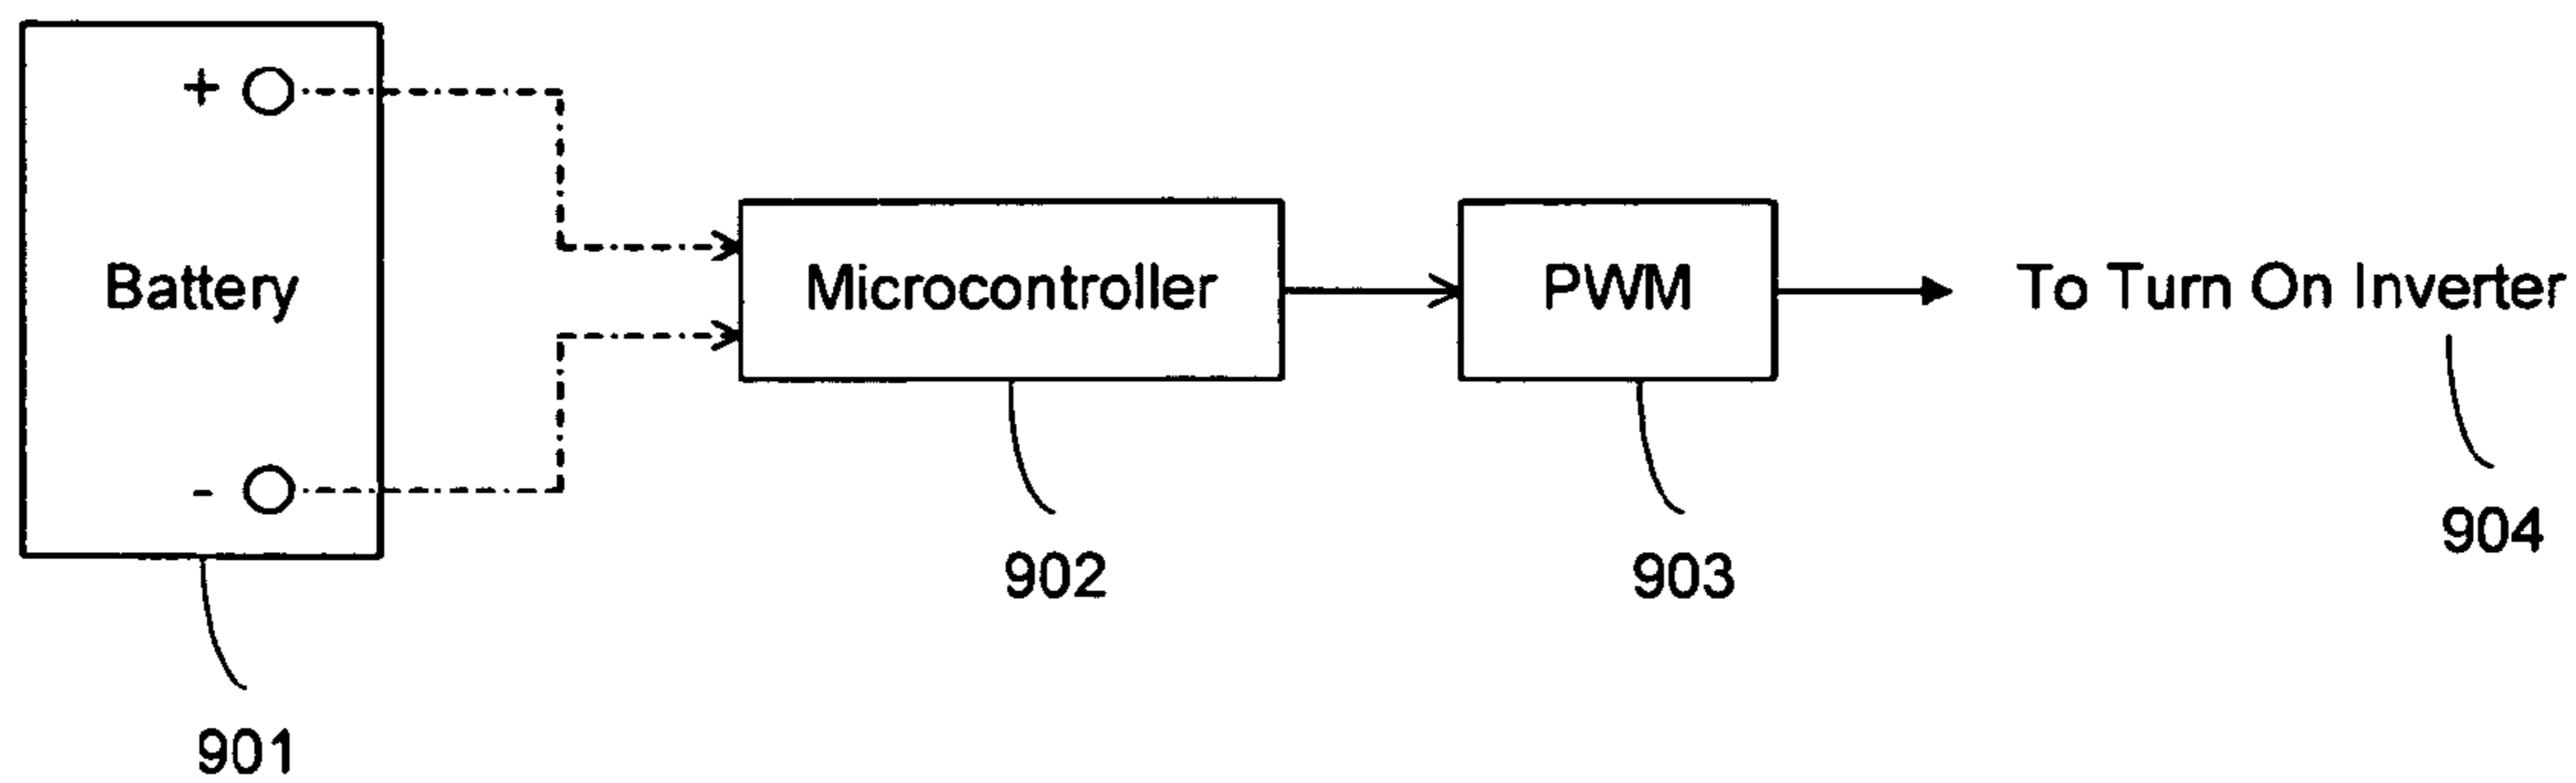 +
Battery
-
Microcontroller
PWM
To Turn On Inverter
901
902
903
904